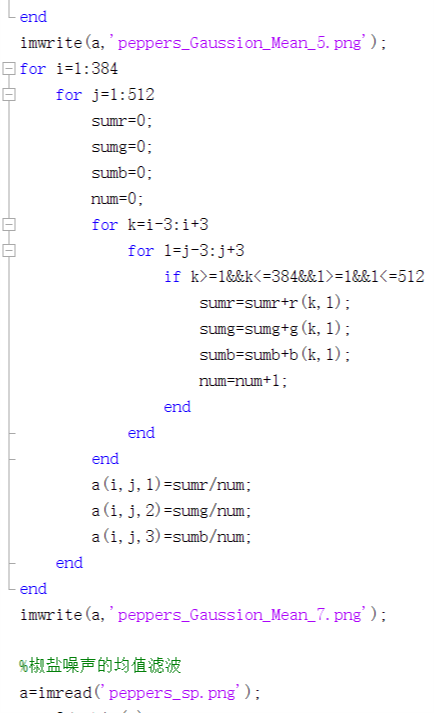 end
imwrite(a,'peppers_Gaussion_Mean_5.png');
for i=1:384
for j=1:512
sumr=0;
sumg=0;
sumb=0;
num=0;
for k=i-3:i+3
for l=j-3:j+3
if k>=1&&k<=384&&l>=1&&l<=512
sumr=sumr+r(k,l);
sumg=sumg+g(k,l);
sumb=sumb+b(k,l);
num=num+1;
end
end
end
a(i,j,1)=sumr/num;
a(i,j,2)=sumg/num;
a(i,j,3)=sumb/num;
end
end
imwrite(a,'peppers_Gaussion_Mean_7.png');
%椒盐噪声的均值滤波
a=imread('peppers_sp.png');